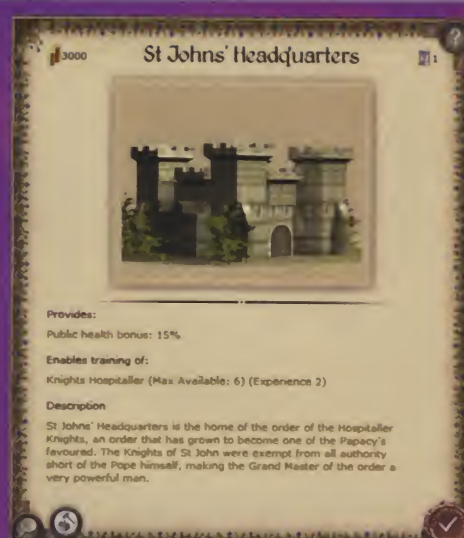 3000 St Johns' Headquarters 1
?
Provides:
Public health bonus: 15%
Enables training of:
Knights Hospitaller (Max Available: 6) (Experience 2)
Description
St Johns' Headquarters is the home of the order of the Hospitaller
Knights, an order that has grown to become one of the Papacy's
favoured. The Knights of St John were exempt from all authority
short of the Pope himself, making the Grand Master of the order a
very powerful man.